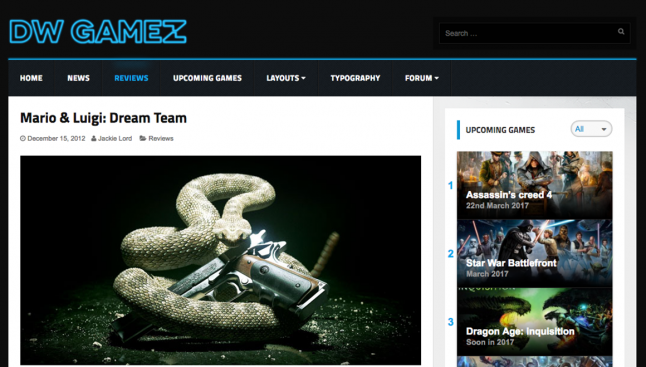 DW GAMEZ
Search ...
HOME NEWS REVIEWS UPCOMING GAMES LAYOUTS TYPOGRAPHY FORUM
Mario & Luigi: Dream Team
December 15, 2012 Jackie Lord Reviews
UPCOMING GAMES All
1
Assassin's creed 4
22nd March 2017
2
Star War Battlefront
March 2017
INQUISITION
3
Dragon Age: Inquisition
Soon in 2017